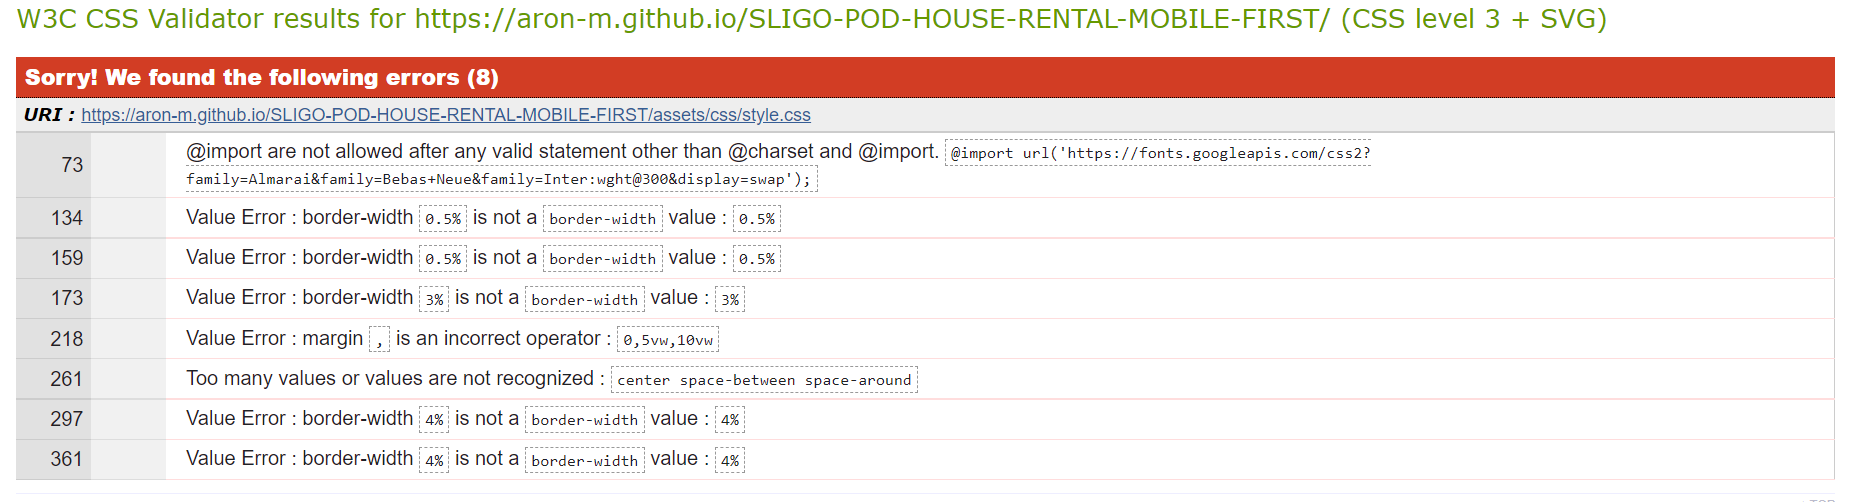 W3C CSS Validator results for https://aron-m.github.io/SLIGO-POD-HOUSE-RENTAL-MOBILE-FIRST/ (CSS level 3 + SVG)
Sorry! We found the following errors (8)
URI : https://aron-m.github.io/SLIGO-POD-HOUSE-RENTAL-MOBILE-FIRST/assets/css/style.css
73 @import are not allowed after any valid statement other than @charset and @import. @import url('https://fonts.googleapis.com/css2?
family=Almarai&family=Bebas+Neue&family=Inter:wght@300&display=swap');
134 Value Error : border-width 0.5% is not a border-width value : 0.5%
159 Value Error : border-width 0.5% is not a border-width value : 0.5%
173 Value Error : border-width 3% is not a border-width value : 3%
218 Value Error : margin , is an incorrect operator : 0,5vw,10vw
261 Too many values or values are not recognized : center space-between space-around
297 Value Error : border-width 4% is not a border-width value : 4%
361 Value Error : border-width 4% is not a border-width value : 4%